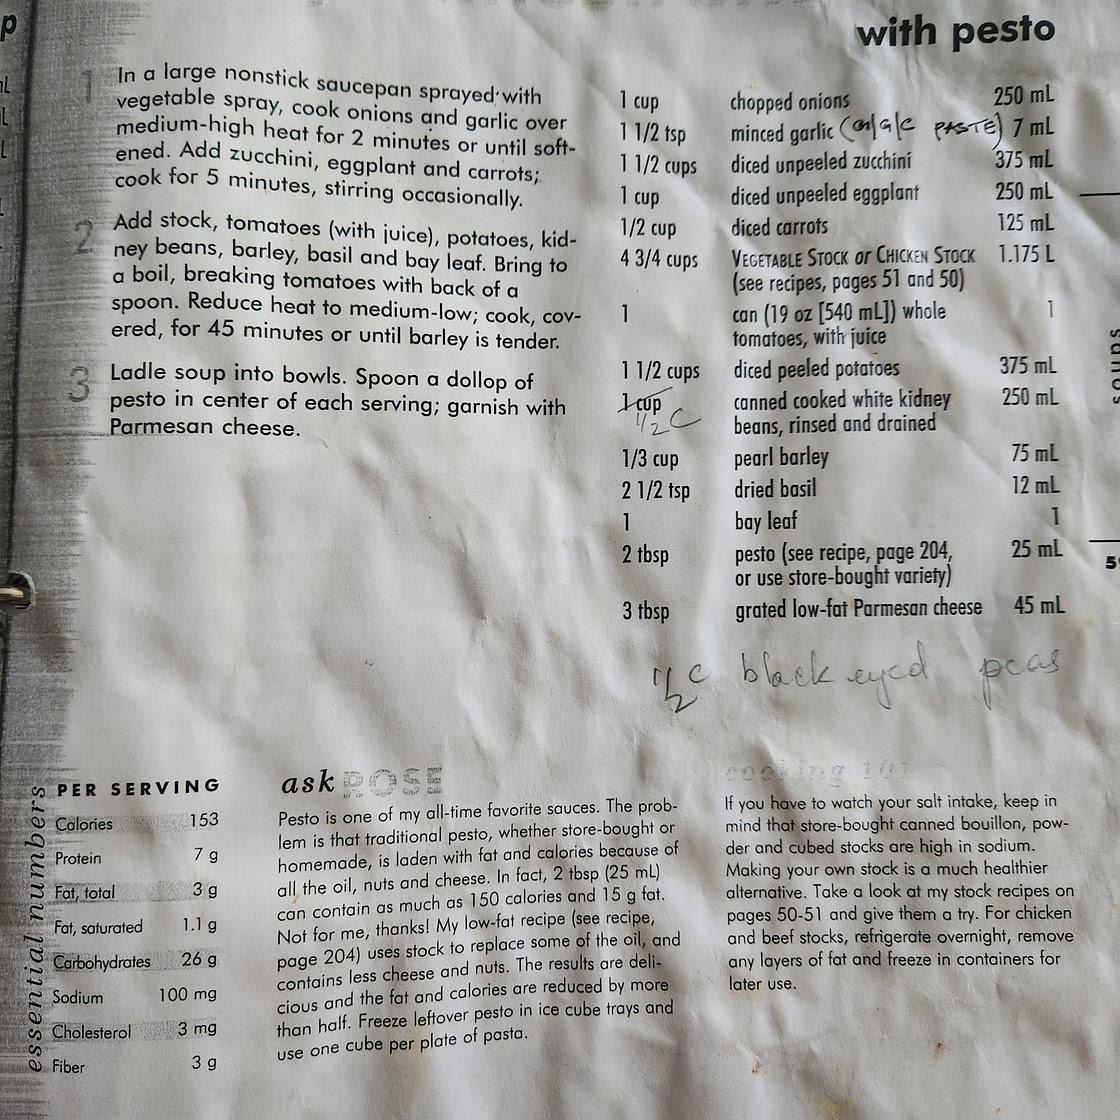 with pesto
1 In a large nonstick saucepan sprayed with
vegetable spray, cook onions and garlic over
medium-high heat for 2 minutes or until soft-
ened. Add zucchini, eggplant and carrots;
cook for 5 minutes, stirring occasionally.
2 Add stock, tomatoes (with juice), potatoes, kid-
ney beans, barley, basil and bay leaf. Bring to
a boil, breaking tomatoes with back of a
spoon. Reduce heat to medium-low; cook, cov-
ered, for 45 minutes or until barley is tender.
3 Ladle soup into bowls. Spoon a dollop of
pesto in center of each serving; garnish with
Parmesan cheese.
1 cup chopped onions 250 mL
1 1/2 tsp minced garlic PASTE) 7 mL
1 1/2 cups diced unpeeled zucchini 375 mL
1 cup diced unpeeled eggplant 250 mL
1/2 cup diced carrots 125 mL
4 3/4 cups VEGETABLE STOCK or CHICKEN STOCK 1.175 L
(see recipes, pages 51 and 50)
1 can (19 oz [540 mL]) whole 1
tomatoes, with juice
1 1/2 cups diced peeled potatoes 375 mL
1 cup canned cooked white kidney 250 mL
1/2 C beans, rinsed and drained
1/3 cup pearl barley 75 mL
2 1/2 tsp dried basil 12 mL
1 bay leaf 1
2 tbsp pesto (see recipe, page 204, 25 mL
or use store-bought variety)
3 tbsp grated low-fat Parmesan cheese 45 mL
1/2 c black eyed peas
essential numbers
PER SERVING
Calories 153
Protein 7 g
Fat, total 3 g
Fat, saturated 1.1 g
Carbohydrates 26 g
Sodium 100 mg
Cholesterol 3 mg
Fiber 3 g
ask ROSE
Pesto is one of my all-time favorite sauces. The prob-
lem is that traditional pesto, whether store-bought or
homemade, is laden with fat and calories because of
all the oil, nuts and cheese. In fact, 2 tbsp (25 mL)
can contain as much as 150 calories and 15 g fat.
Not for me, thanks! My low-fat recipe (see recipe,
page 204) uses stock to replace some of the oil, and
contains less cheese and nuts. The results are deli-
cious and the fat and calories are reduced by more
than half. Freeze leftover pesto in ice cube trays and
use one cube per plate of pasta.
cooking 101
If you have to watch your salt intake, keep in
mind that store-bought canned bouillon, pow-
der and cubed stocks are high in sodium.
Making your own stock is a much healthier
alternative. Take a look at my stock recipes on
pages 50-51 and give them a try. For chicken
and beef stocks, refrigerate overnight, remove
any layers of fat and freeze in containers for
later use.